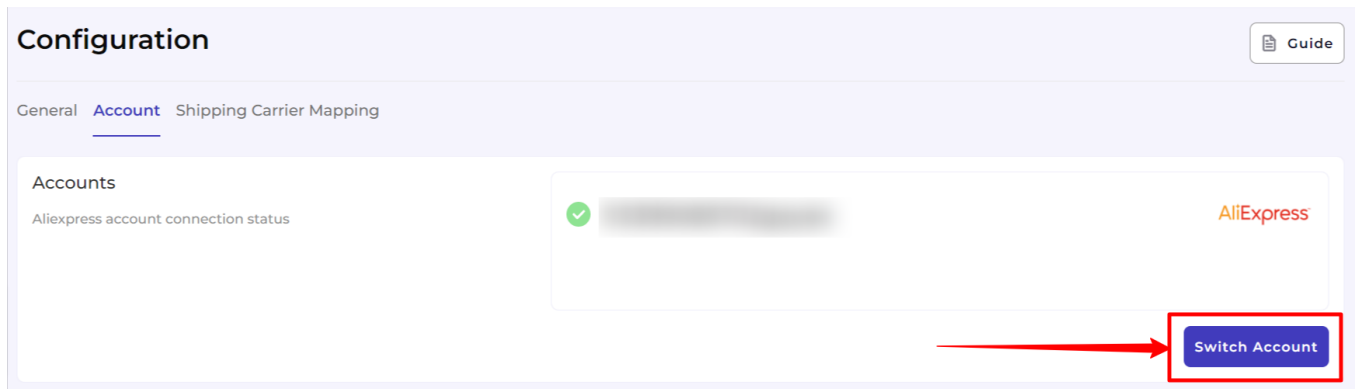 Configuration
Guide
General Account Shipping Carrier Mapping
Accounts
Aliexpress account connection status
AliExpress
Switch Account